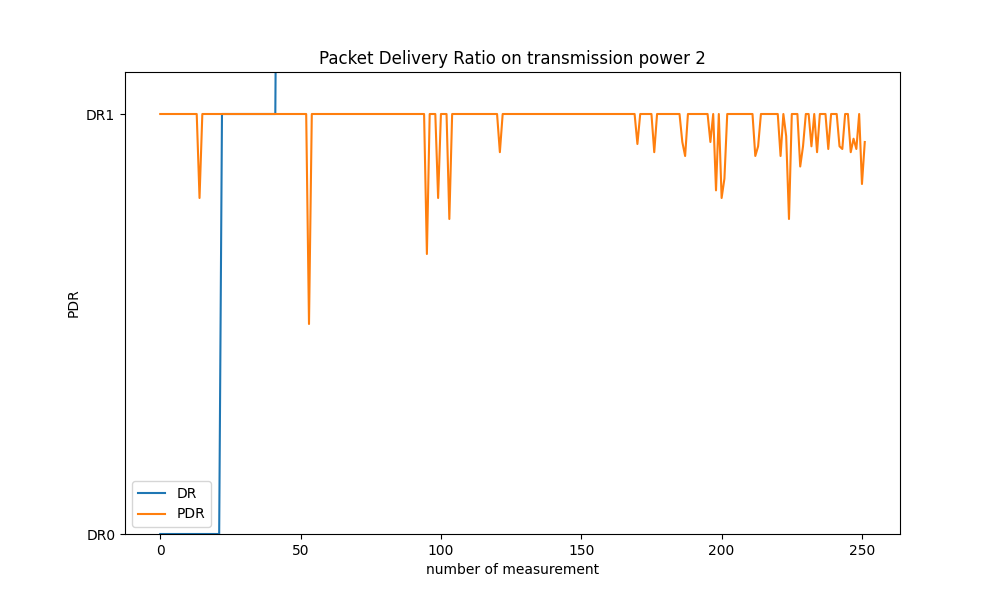 Packet Delivery Ratio on transmission power 2
DR1
PDR
DR0
DR
PDR
0
50
100
150
200
250
number of measurement